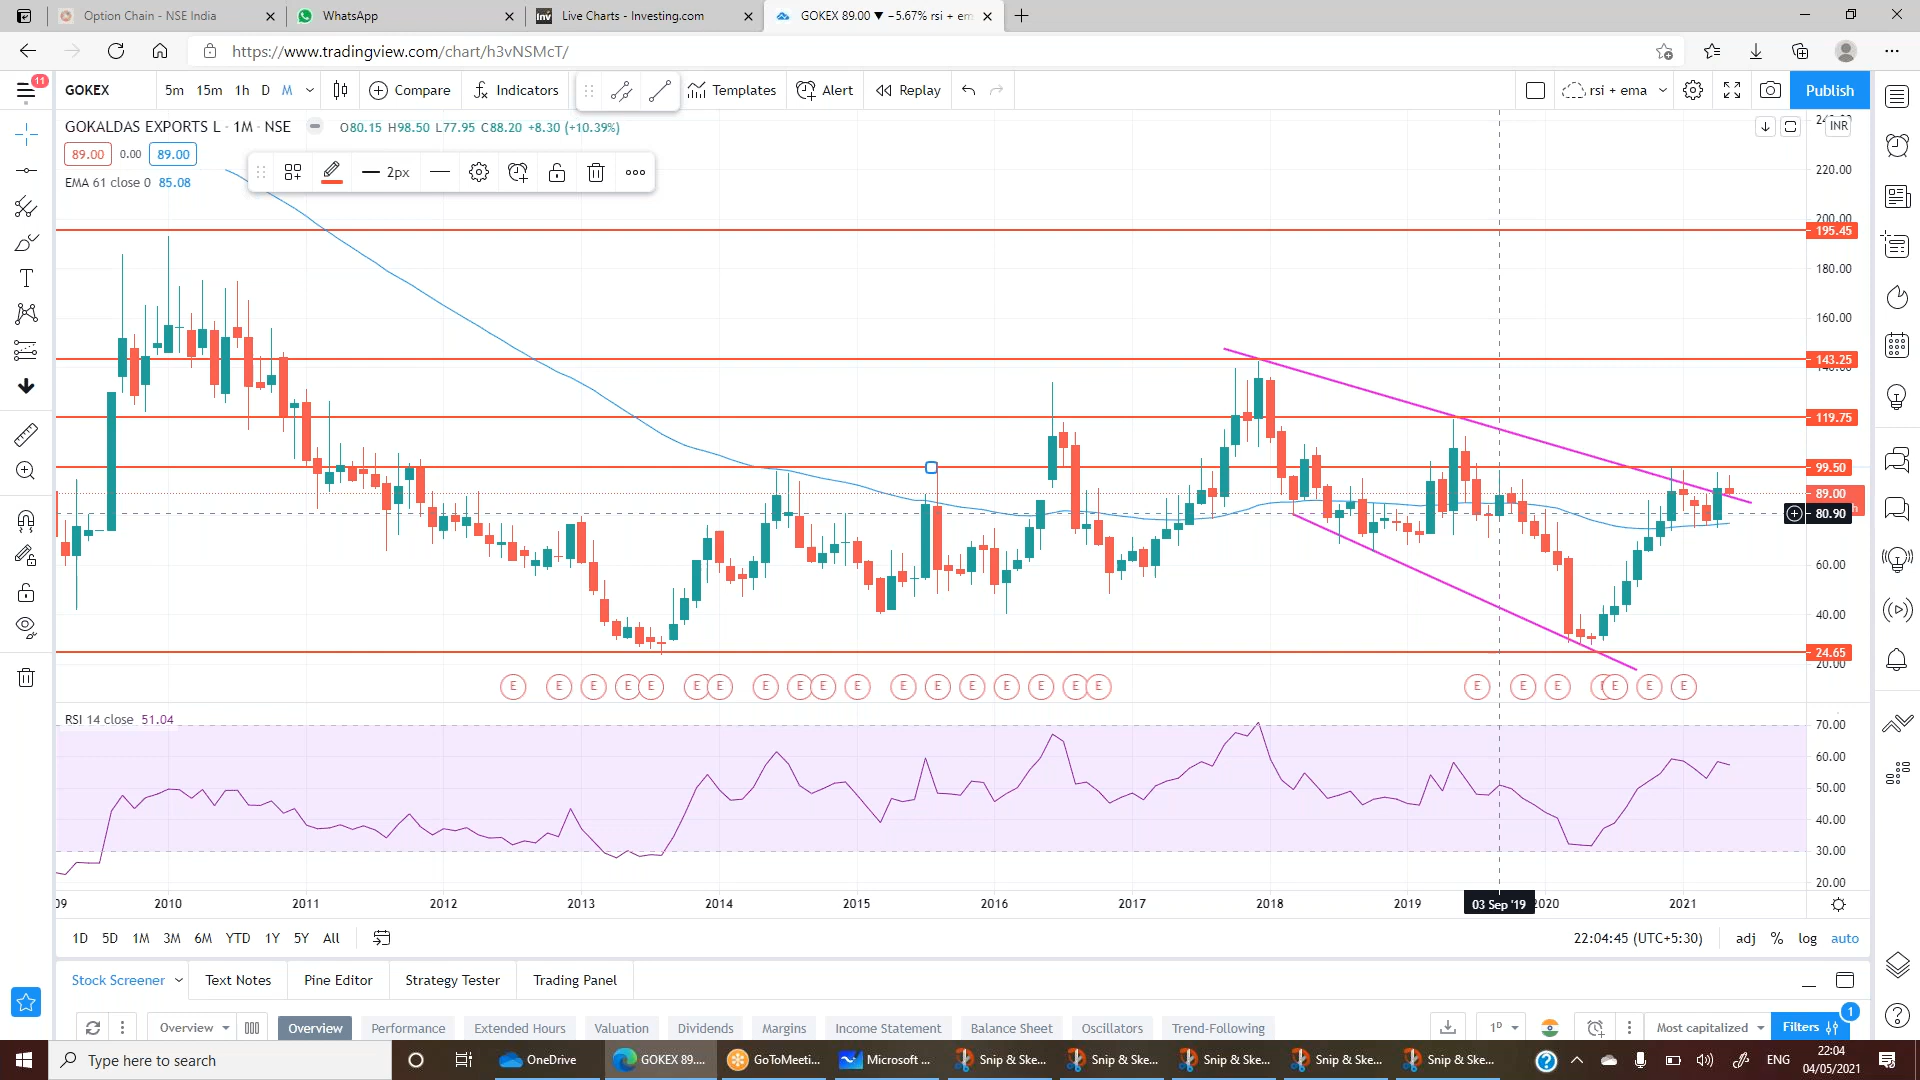 Option Chain - NSE India
WhatsApp
Inv Live Charts - Investing.com
GOKEX 89.00 ▼ −5.67% rsi + em
https://www.tradingview.com/chart/h3vNSMcT/
11
GOKEX
5m 15m 1h D M
Compare
Indicators
Templates
Alert
Replay
rsi + ema
Publish
GOKALDAS EXPORTS L · 1M · NSE
O80.15 H98.50 L77.95 C88.20 +8.30 (+10.39%)
INR
89.00 0.00 89.00
2px
EMA 61 close 0 85.08
220.00
200.00
195.45
180.00
160.00
143.25
140.00
119.75
99.50
89.00
80.90
60.00
40.00
24.65
20.00
E E E E E E E E E E E E E E E E E E E E E E E E E
RSI 14 close 51.04
70.00
60.00
50.00
40.00
30.00
20.00
09 2010 2011 2012 2013 2014 2015 2016 2017 2018 2019 03 Sep '19 2020 2021
1D 5D 1M 3M 6M YTD 1Y 5Y All
22:04:45 (UTC+5:30) adj % log auto
Stock Screener Text Notes Pine Editor Strategy Tester Trading Panel
Overview Overview Performance Extended Hours Valuation Dividends Margins Income Statement Balance Sheet Oscillators Trend-Following
1D
Most capitalized
Filters
1
Type here to search
OneDrive
GOKEX 89....
GoToMeeti...
Microsoft ...
Snip & Ske...
Snip & Ske...
Snip & Ske...
Snip & Ske...
Snip & Ske...
ENG
22:04
04/05/2021